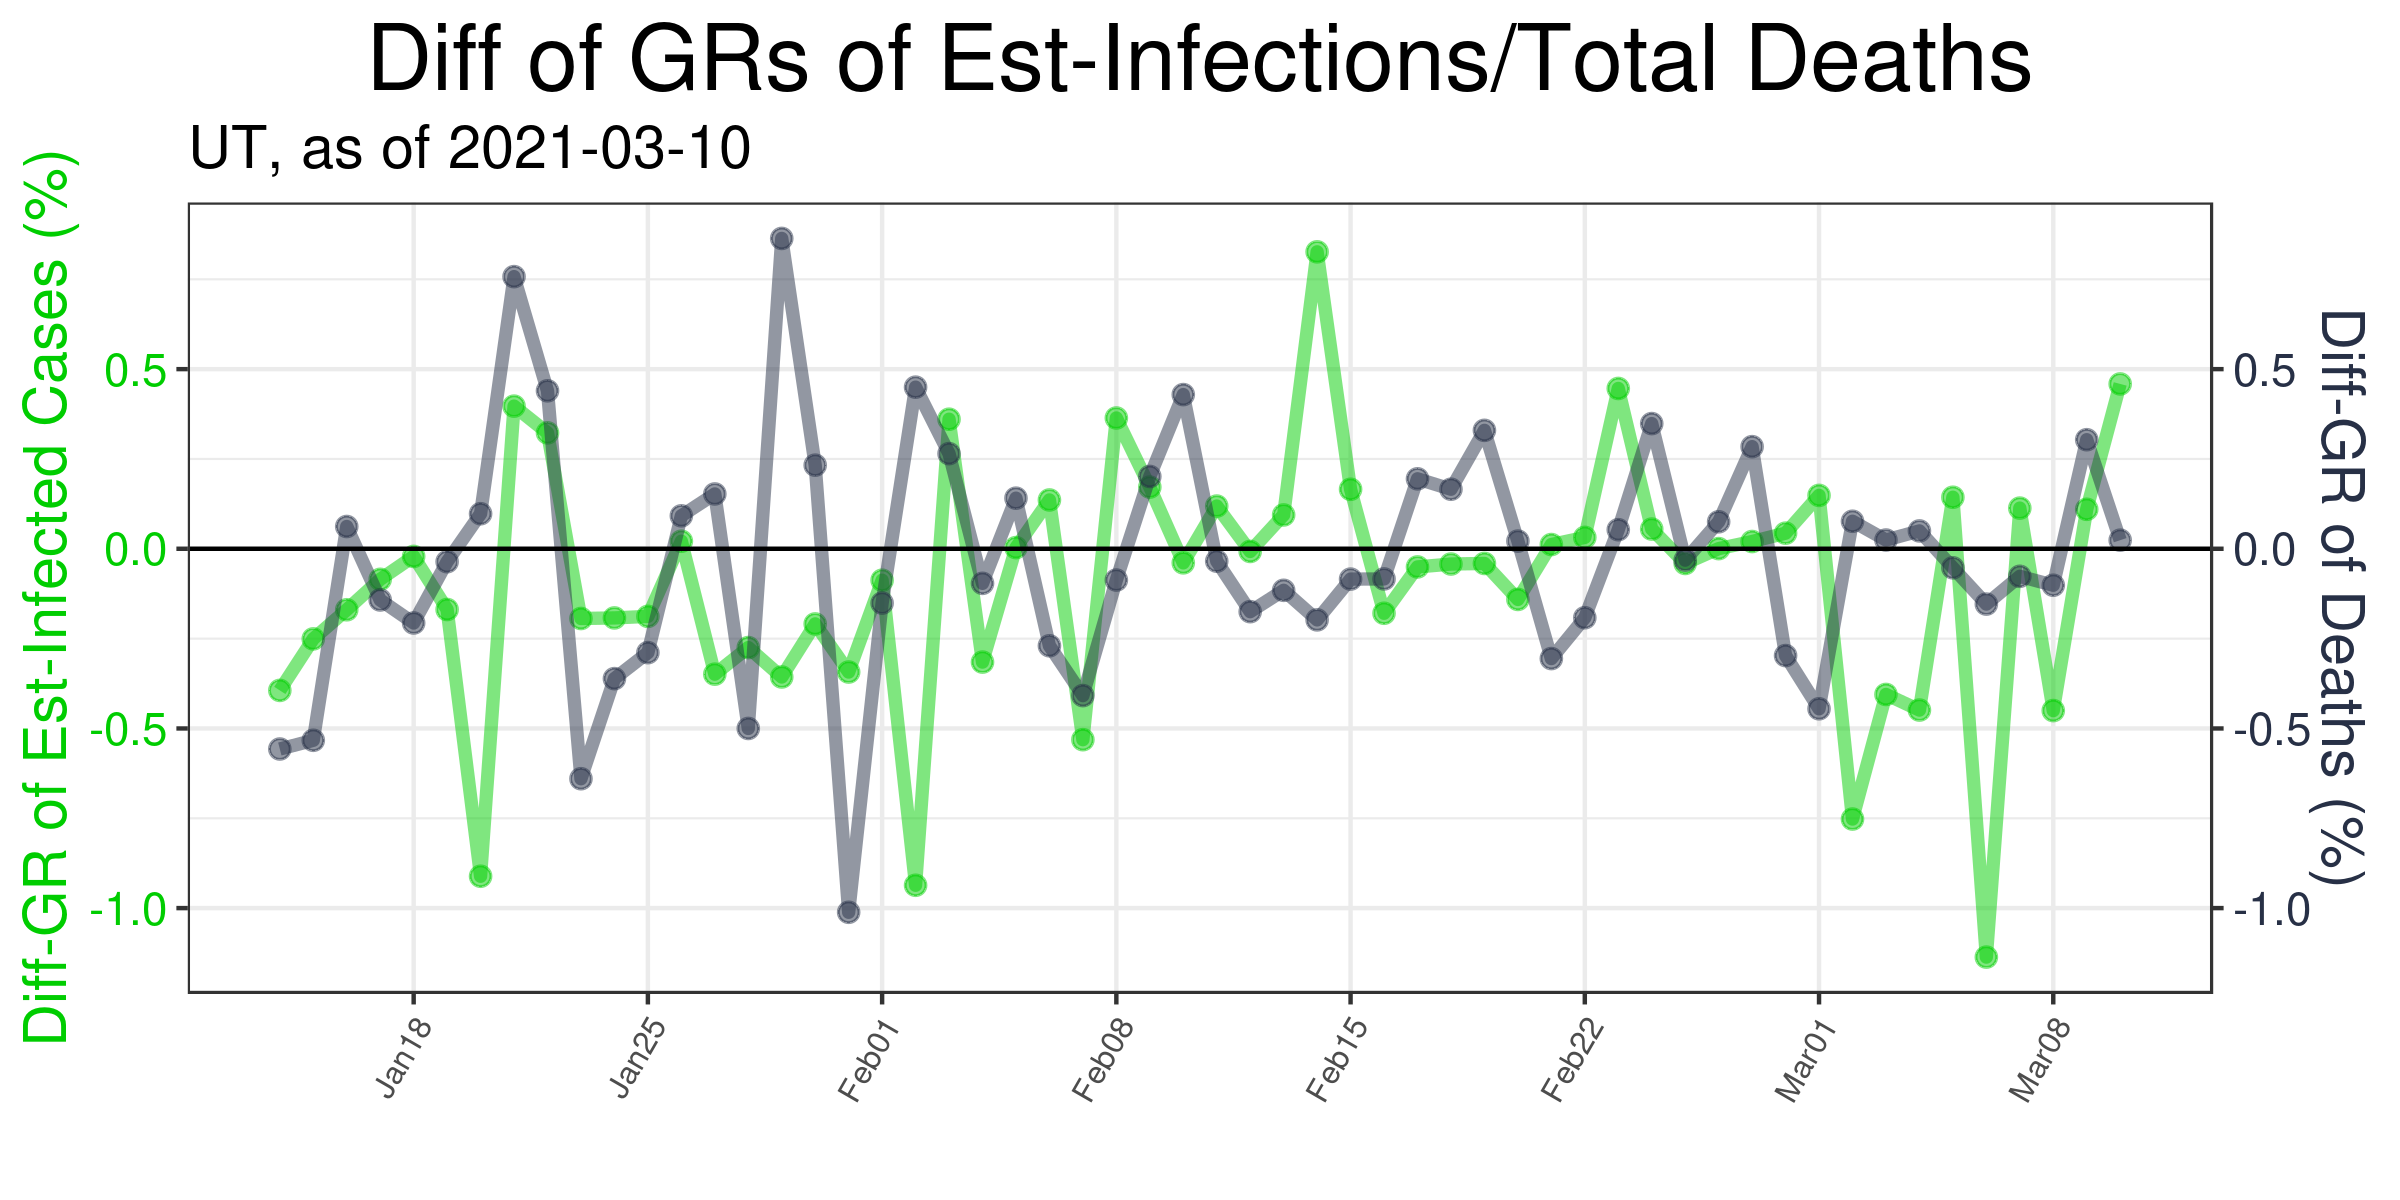 Diff of GRs of Est-Infections/Total Deaths
UT, as of 2021-03-10
Diff-GR of Est-Infected Cases (%)
0.5
0.0
-0.5
-1.0
0.5
0.0
-0.5
-1.0
Diff-GR of Deaths (%)
Jan18
Jan25
Feb01
Feb08
Feb15
Feb22
Mar01
Mar08